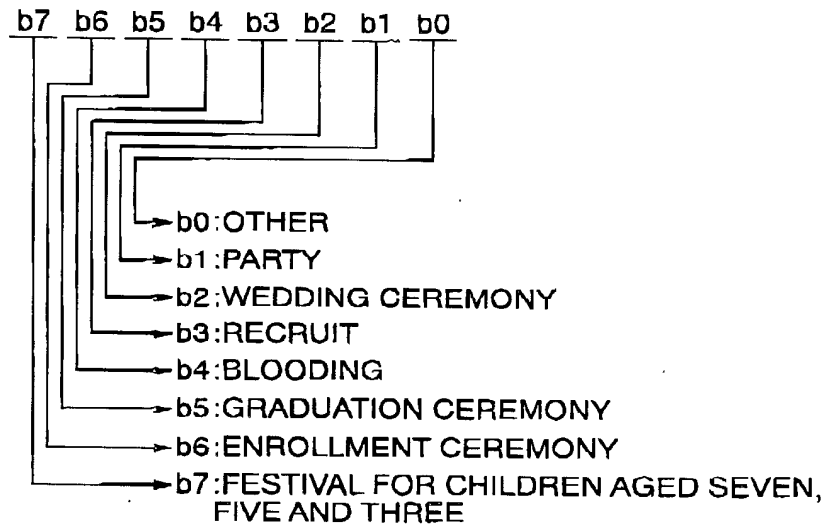 b7 b6 b5 b4 b3 b2 b1 b0
b0:OTHER
b1:PARTY
b2:WEDDING CEREMONY
b3:RECRUIT
b4:BLOODING
b5:GRADUATION CEREMONY
b6:ENROLLMENT CEREMONY
b7:FESTIVAL FOR CHILDREN AGED SEVEN,
FIVE AND THREE